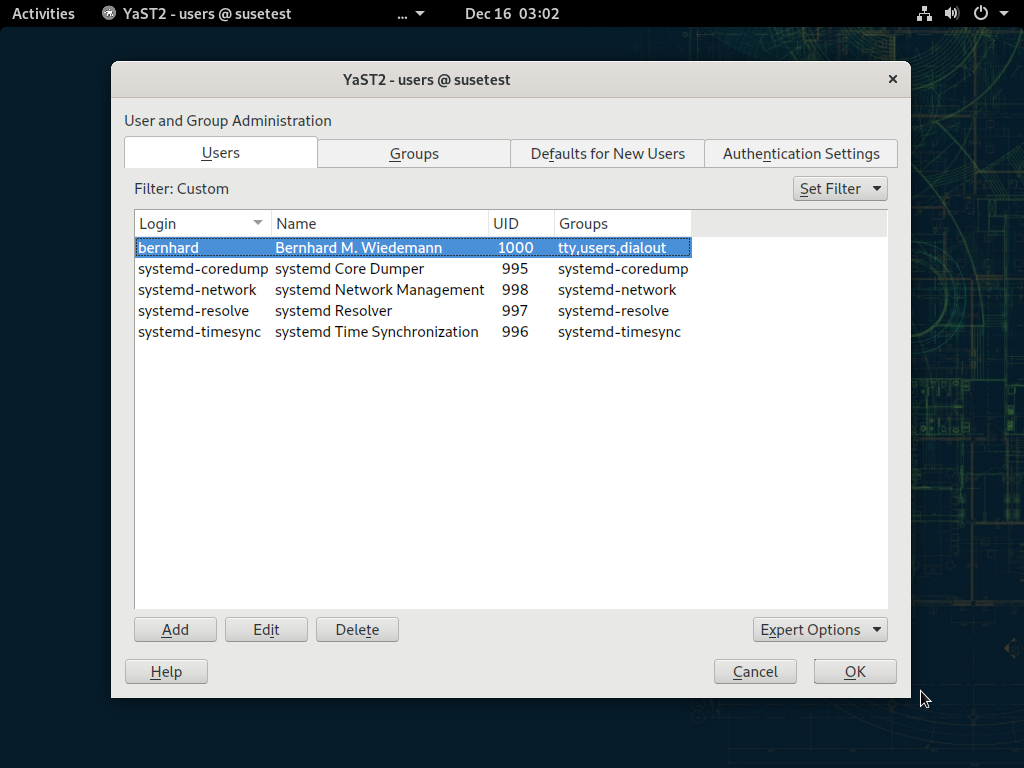 Activities YaST2 - users @ susetest ... Dec 16 03:02
YaST2 - users @ susetest
User and Group Administration
Users Groups Defaults for New Users Authentication Settings
Filter: Custom Set Filter
Login Name UID Groups
bernhard Bernhard M. Wiedemann 1000 tty,users,dialout
systemd-coredump systemd Core Dumper 995 systemd-coredump
systemd-network systemd Network Management 998 systemd-network
systemd-resolve systemd Resolver 997 systemd-resolve
systemd-timesync systemd Time Synchronization 996 systemd-timesync
Add Edit Delete Expert Options
Help Cancel OK